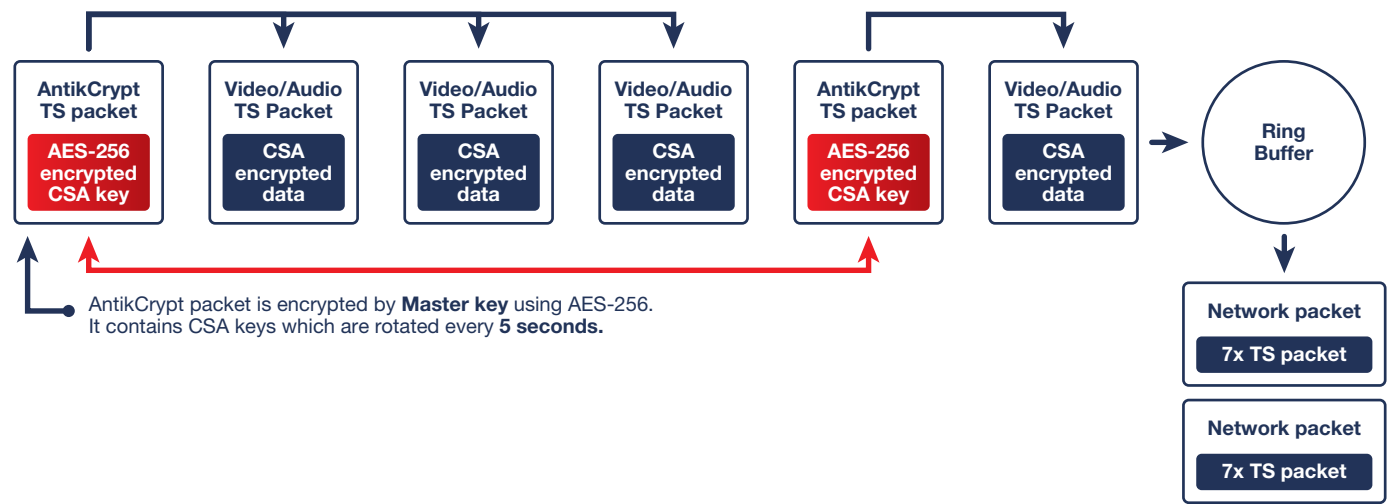 AntikCrypt
TS packet
AES-256
encrypted
CSA key
Video/Audio
TS Packet
CSA
encrypted
data
Video/Audio
TS Packet
CSA
encrypted
data
Video/Audio
TS Packet
CSA
encrypted
data
AntikCrypt
TS packet
AES-256
encrypted
CSA key
Video/Audio
TS Packet
CSA
encrypted
data
Ring
Buffer
AntikCrypt packet is encrypted by Master key using AES-256.
It contains CSA keys which are rotated every 5 seconds.
Network packet
7x TS packet
Network packet
7x TS packet